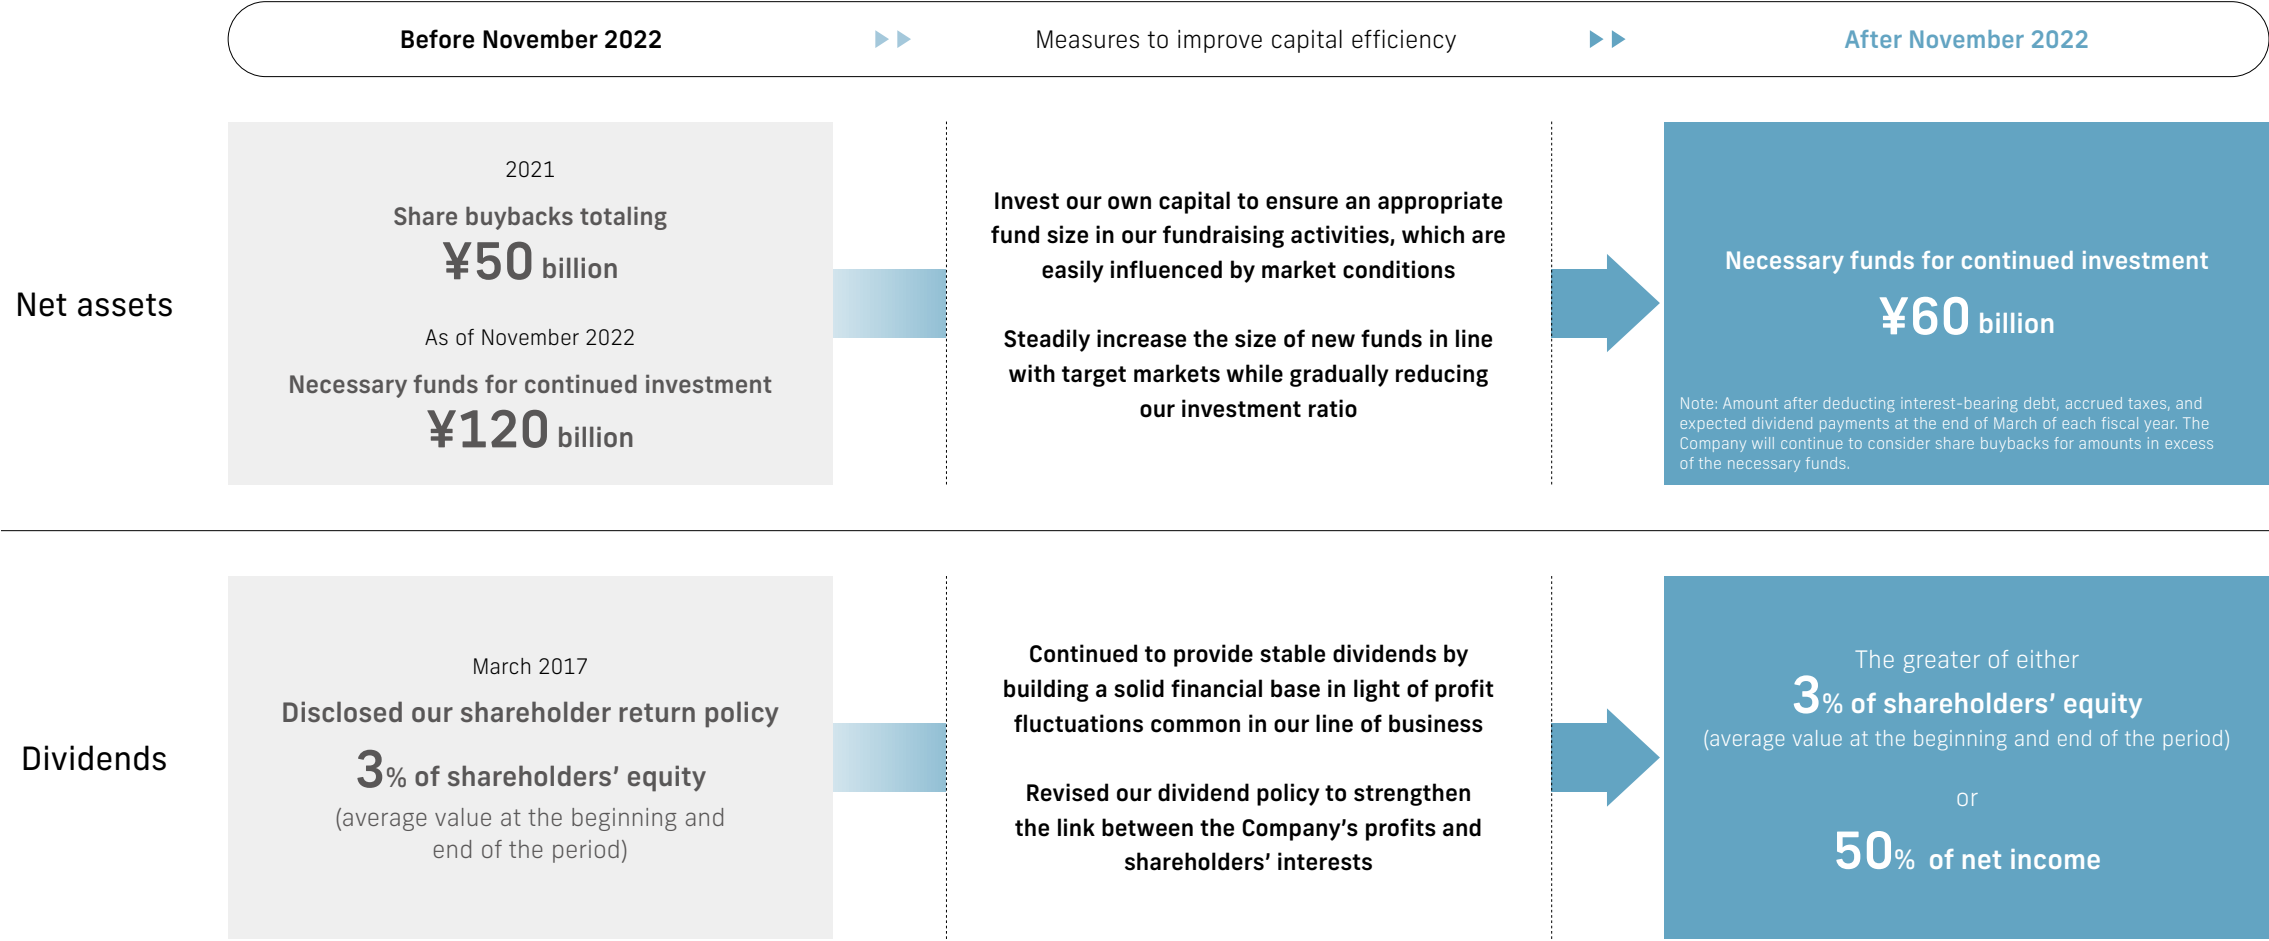 Before November 2022
Measures to improve capital efficiency
After November 2022
Net assets
2021
Share buybacks totaling
¥50 billion
As of November 2022
Necessary funds for continued investment
¥120 billion
Invest our own capital to ensure an appropriate
fund size in our fundraising activities, which are
easily influenced by market conditions
Steadily increase the size of new funds in line
with target markets while gradually reducing
our investment ratio
Necessary funds for continued investment
¥60 billion
Note: Amount after deducting interest-bearing debt, accrued taxes, and
expected dividend payments at the end of March of each fiscal year. The
Company will continue to consider share buybacks for amounts in excess
of the necessary funds.
Dividends
March 2017
Disclosed our shareholder return policy
3% of shareholders’ equity
(average value at the beginning and
end of the period)
Continued to provide stable dividends by
building a solid financial base in light of profit
fluctuations common in our line of business
Revised our dividend policy to strengthen
the link between the Company’s profits and
shareholders’ interests
The greater of either
3% of shareholders’ equity
(average value at the beginning and end of the period)
or
50% of net income